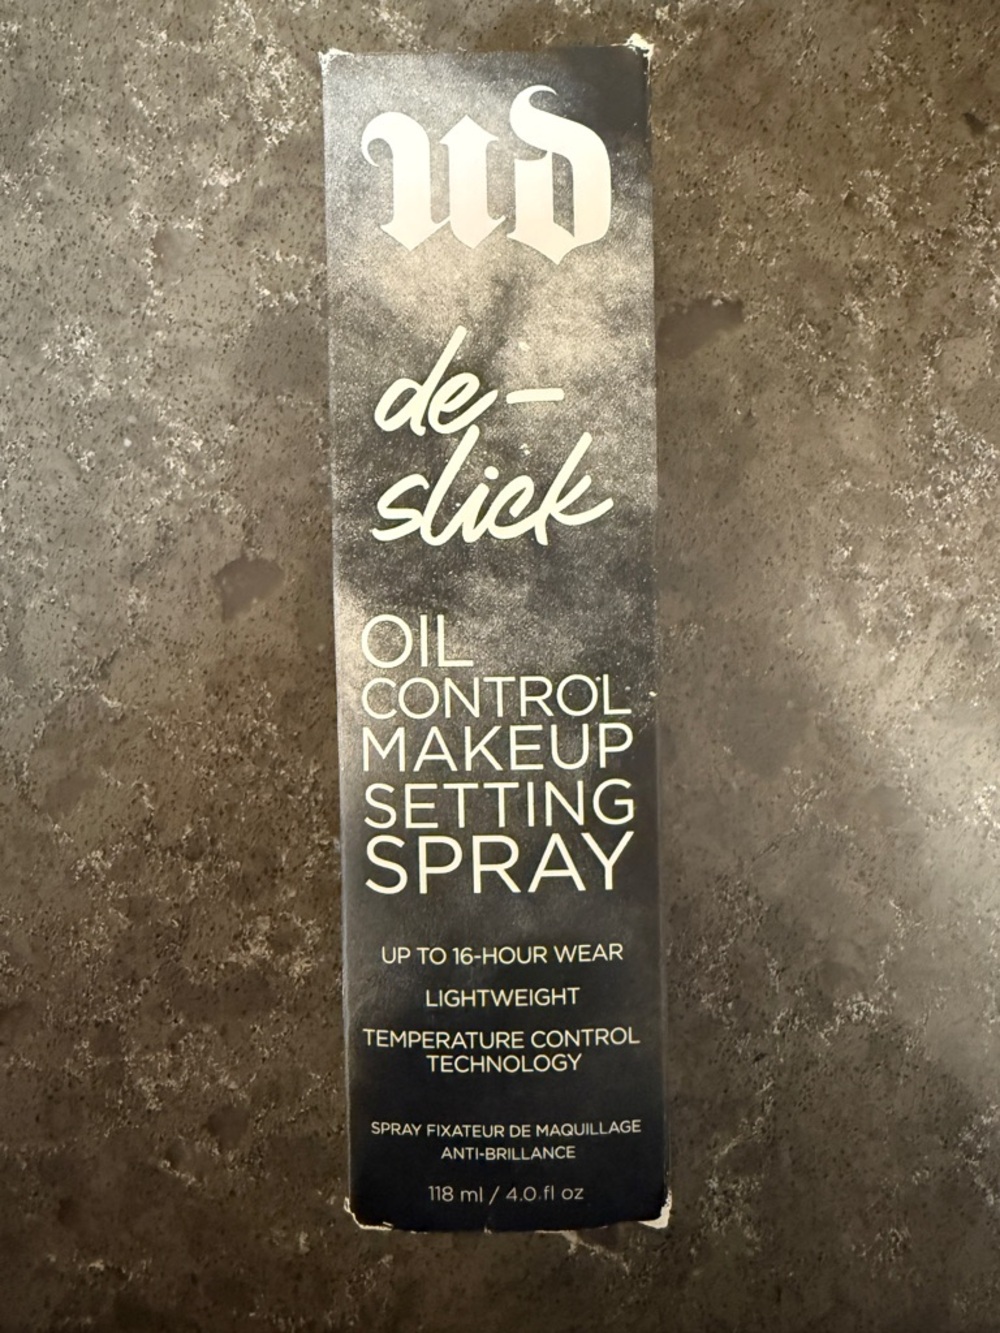 ud
de-
slick
OIL
CONTROL
MAKEUP
SETTING
SPRAY
UP TO 16-HOUR WEAR
LIGHTWEIGHT
TEMPERATURE CONTROL
TECHNOLOGY
SPRAY FIXATEUR DE MAQUILLAGE
ANTI-BRILLANCE
118 ml / 4.0 fl oz